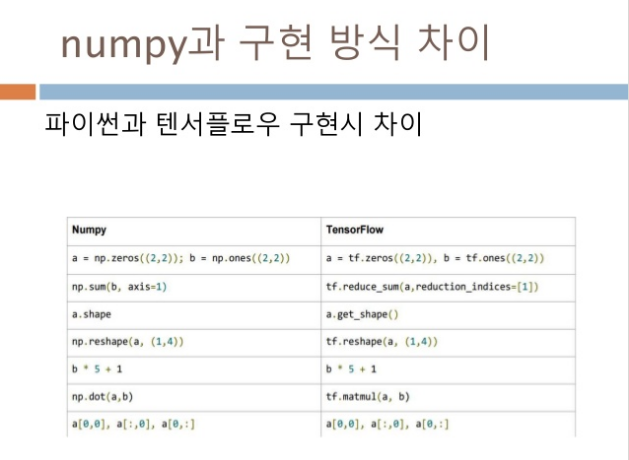 numpy과 구현 방식 차이
파이썬과 텐서플로우 구현시 차이
Numpy TensorFlow
a = np.zeros((2,2)); b = np.ones((2,2)) a = tf.zeros((2,2)), b = tf.ones((2,2))
np.sum(b, axis=1) tf.reduce_sum(a,reduction_indices=[1])
a.shape a.get_shape()
np.reshape(a, (1,4)) tf.reshape(a, (1,4))
b * 5 + 1 b * 5 + 1
np.dot(a,b) tf.matmul(a, b)
a[0,0], a[:,0], a[0,:] a[0,0], a[:,0], a[0,:]